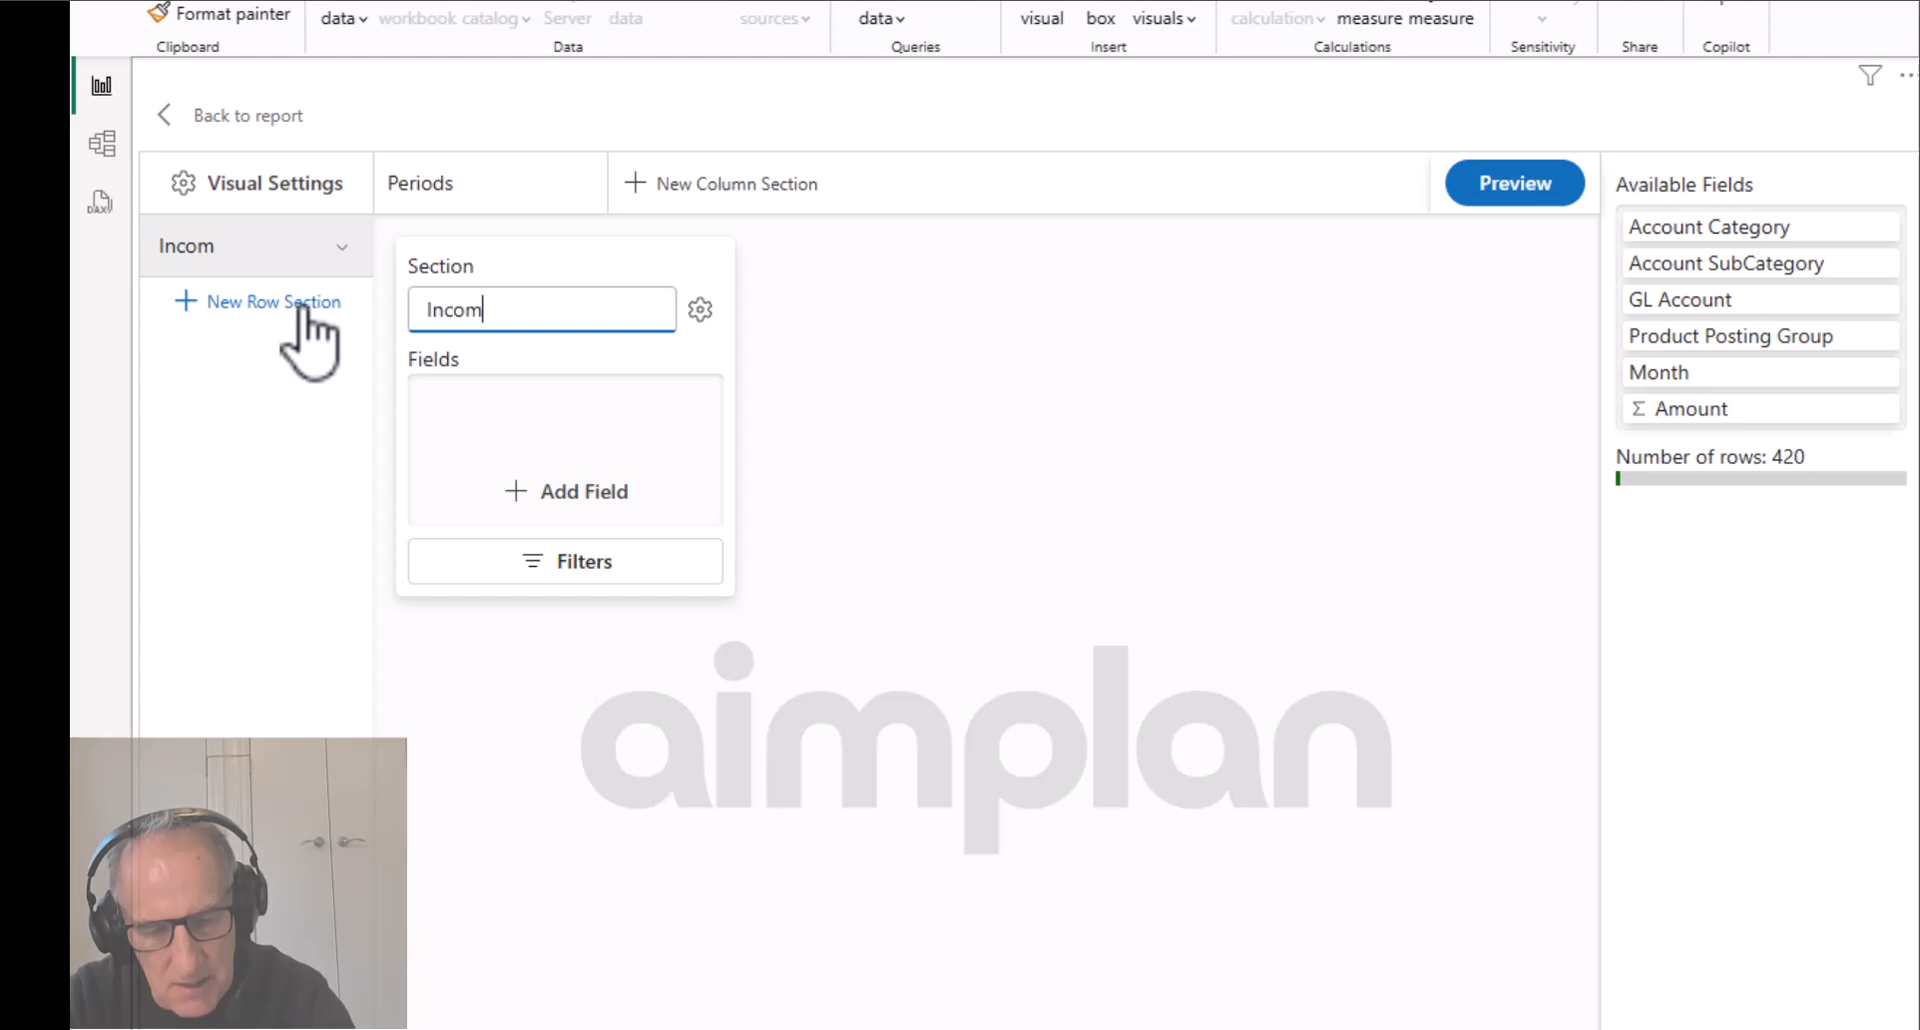 Format painter
data workbook catalog Server data sources data visual box visuals calculation measure measure
Clipboard Data Queries Insert Calculations Sensitivity Share Copilot
DAX
Back to report
Visual Settings Periods New Column Section Preview
Incom
New Row Section
Section
Incom
Fields
Add Field
Filters
Available Fields
Account Category
Account SubCategory
GL Account
Product Posting Group
Month
Σ Amount
Number of rows: 420
aimplan